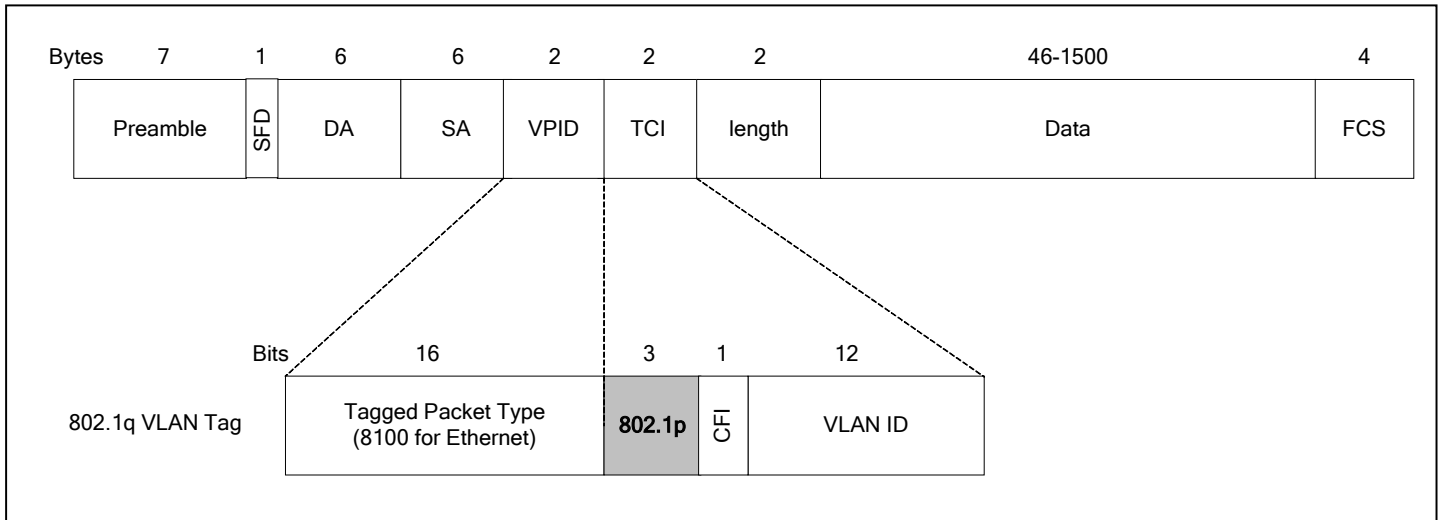 Bytes 7 1 6 6 2 2 2 46-1500 4
Preamble SFD DA SA VPID TCI length Data FCS
Bits 16 3 1 12
802.1q VLAN Tag
Tagged Packet Type
(8100 for Ethernet)
802.1p CFI VLAN ID